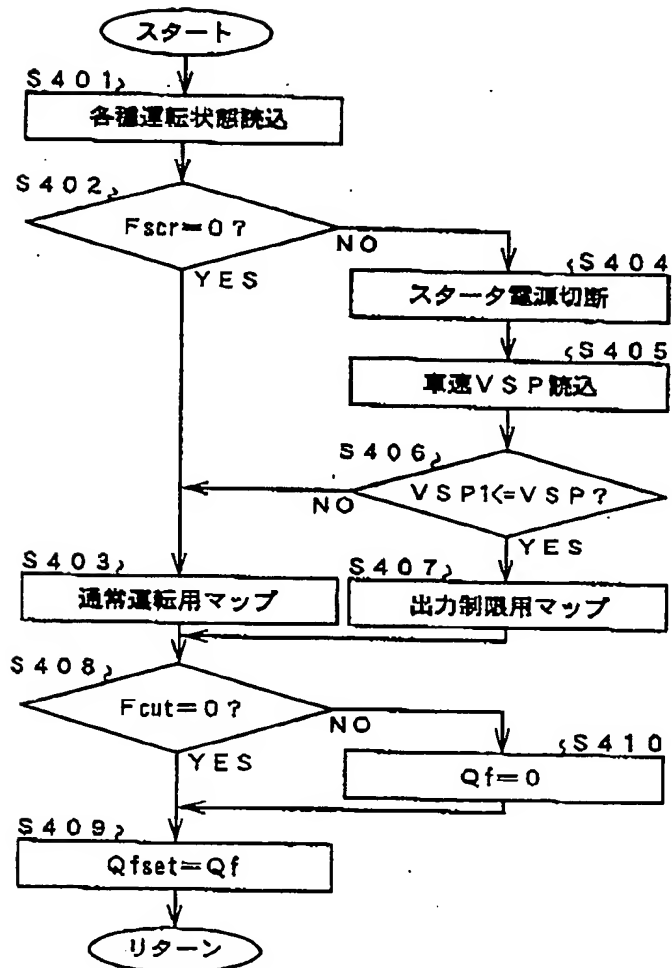 スタート
S401
各種運転状態読込
S402
Fscr=0?
NO
YES
S404
スタータ電源切断
S405
車速VSP読込
S406
VSP1<=VSP?
NO
YES
S403
通常運転用マップ
S407
出力制限用マップ
S408
Fcut=0?
NO
YES
S410
Qf=0
S409
Qfset=Qf
リターン